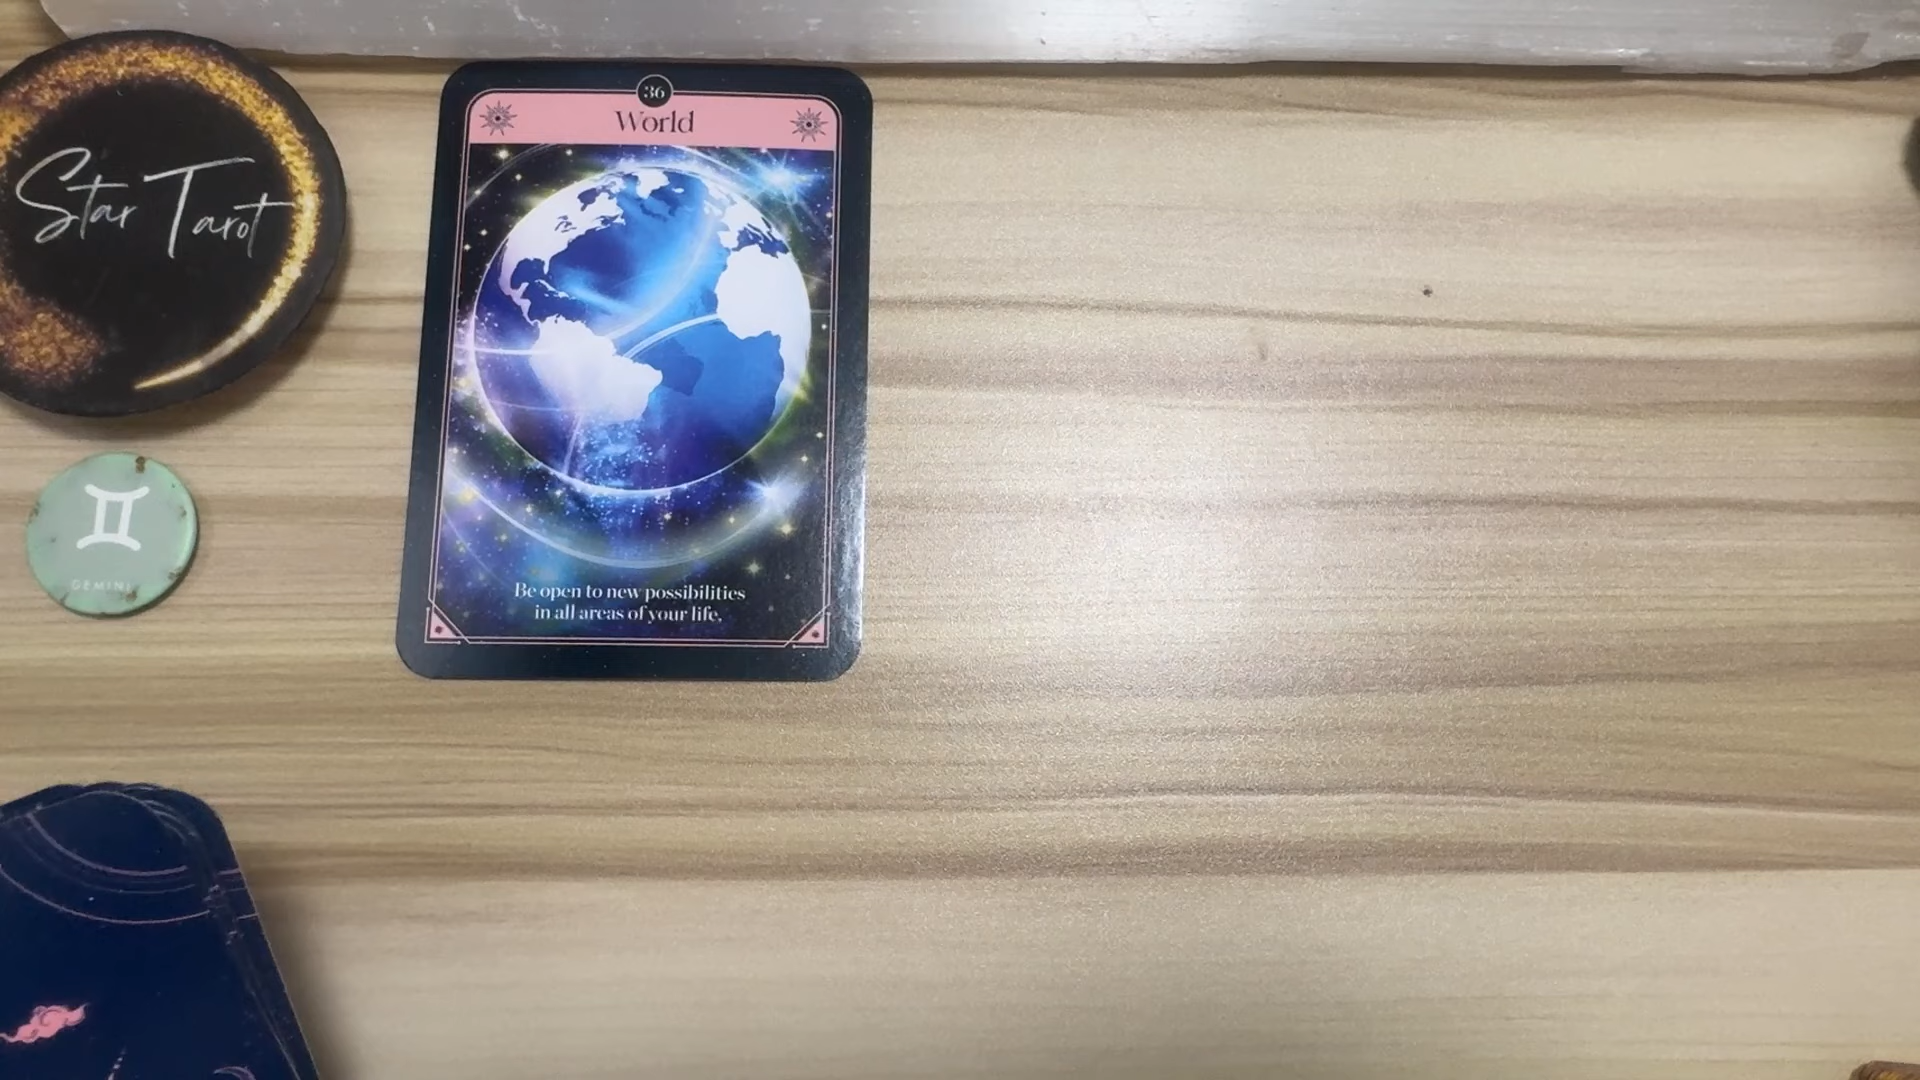 Star Tarot
36
World
GEMINI
Be open to new possibilities
in all areas of your life.